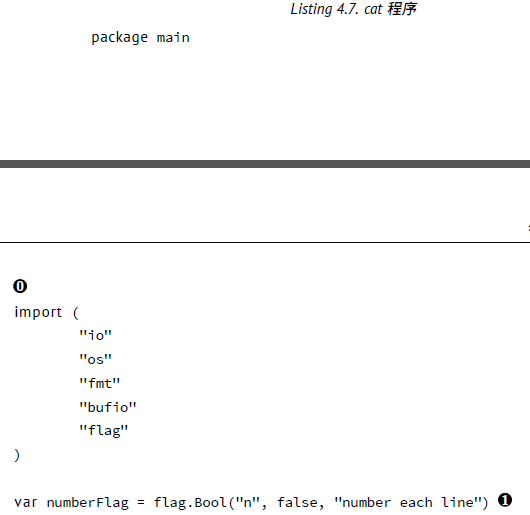 Listing 4.7. cat 程序
package main
⓿
import (
"io"
"os"
"fmt"
"bufio"
"flag"
)
var numberFlag = flag.Bool("n", false, "number each line") ❶